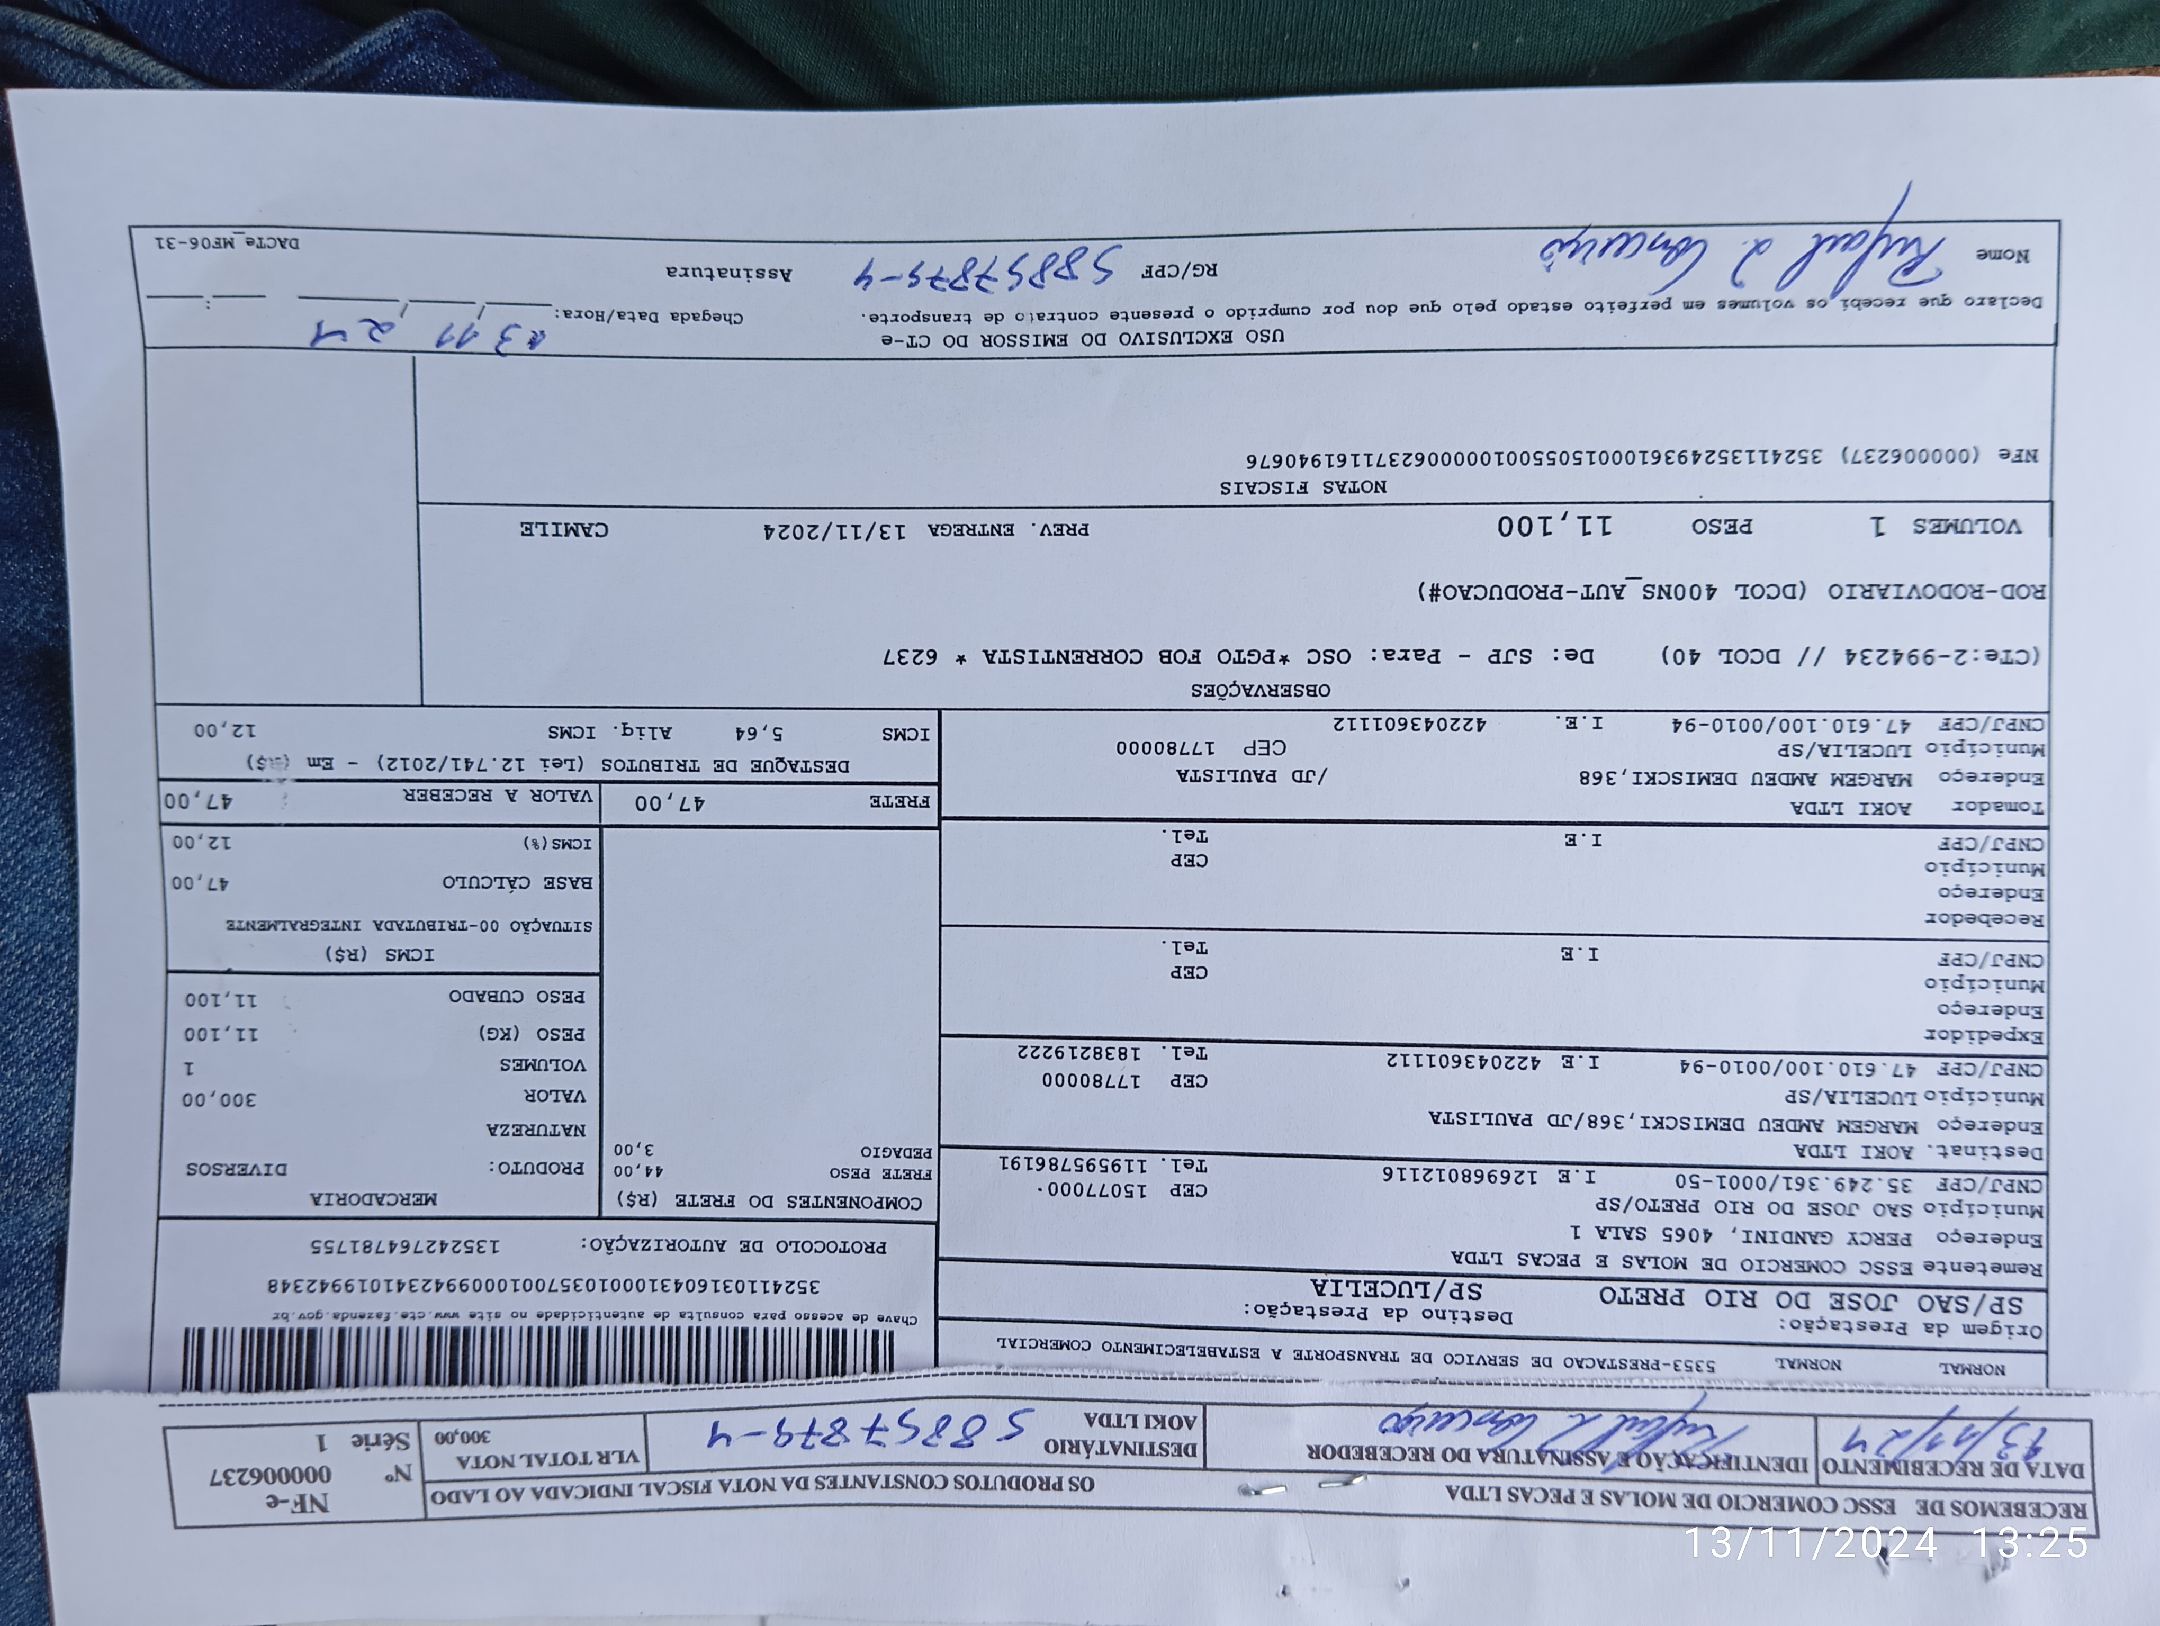 RECEBEMOS DE ESSC COMERCIO DE MOLAS E PECAS LTDA OS PRODUTOS CONSTANTES DA NOTA FISCAL INDICADA AO LADO
NF-e
Nº 000006237
Série 1
DATA DE RECEBIMENTO
13/11/24
IDENTIFICAÇÃO E ASSINATURA DO RECEBEDOR
DESTINATÁRIO
AOKI LTDA
58857879-4
VLR TOTAL NOTA
300,00
NORMAL NORMAL 5353-PRESTACAO DE SERVICO DE TRANSPORTE A ESTABELECIMENTO COMERCIAL
Origem da Prestação: Destino da Prestação:
SP/SAO JOSE DO RIO PRETO SP/LUCELIA
Remetente ESSC COMERCIO DE MOLAS E PECAS LTDA
Endereço PERCY GANDINI, 4065 SALA 1
Município SAO JOSE DO RIO PRETO/SP CEP 15077000
CNPJ/CPF 35.249.361/0001-50 I.E 126968012116 Tel. 119595786191
Destinat. AOKI LTDA
Endereço MARGEM AMDEU DEMISCKI,368/JD PAULISTA
Município LUCELIA/SP CEP 17780000
CNPJ/CPF 47.610.100/0010-94 I.E 42204360​1112 Tel. 1838219222
Expedidor
Endereço
Município CEP
CNPJ/CPF I.E Tel.
Recebedor
Endereço
Município CEP
CNPJ/CPF I.E Tel.
Tomador AOKI LTDA
Endereço MARGEM AMDEU DEMISCKI,368 /JD PAULISTA
Município LUCELIA/SP CEP 17780000
CNPJ/CPF 47.610.100/0010-94 I.E. 422043601112
Chave de acesso para consulta de autenticidade no site www.cte.fazenda.gov.br
35241103160431000103570010009942341019942348
PROTOCOLO DE AUTORIZAÇÃO: 135242764781755
COMPONENTES DO FRETE (R$)
FRETE PESO 44,00
PEDAGIO 3,00
MERCADORIA
PRODUTO: DIVERSOS
NATUREZA
VALOR 300,00
VOLUMES 1
PESO (KG) 11,100
PESO CUBADO 11,100
ICMS (R$)
SITUAÇÃO 00-TRIBUTADA INTEGRALMENTE
BASE CÁLCULO 47,00
ICMS(%) 12,00
FRETE 47,00 VALOR A RECEBER 47,00
DESTAQUE DE TRIBUTOS (Lei 12.741/2012) - Em (R$)
ICMS 5,64 Aliq. ICMS 12,00
OBSERVAÇÕES
(CTe:2-994234 // DCOL 40) De: SJP - Para: OSC *PGTO FOB CORRENTISTA * 6237
ROD-RODOVIARIO (DCOL 400NS_AUT-PRODUCAO#)
VOLUMES 1 PESO 11,100 PREV. ENTREGA 13/11/2024 CAMILE
NOTAS FISCAIS
NFe (000006237) 35241135249361000150550010000062371161940676
USO EXCLUSIVO DO EMISSOR DO CT-e
Declaro que recebi os volumes em perfeito estado pelo que dou por cumprido o presente contrato de transporte.
Chegada Data/Hora: 13/11/24 :
Nome RG/CPF 58857879-4 Assinatura
DACTE_MF06-31
13/11/2024 13:25